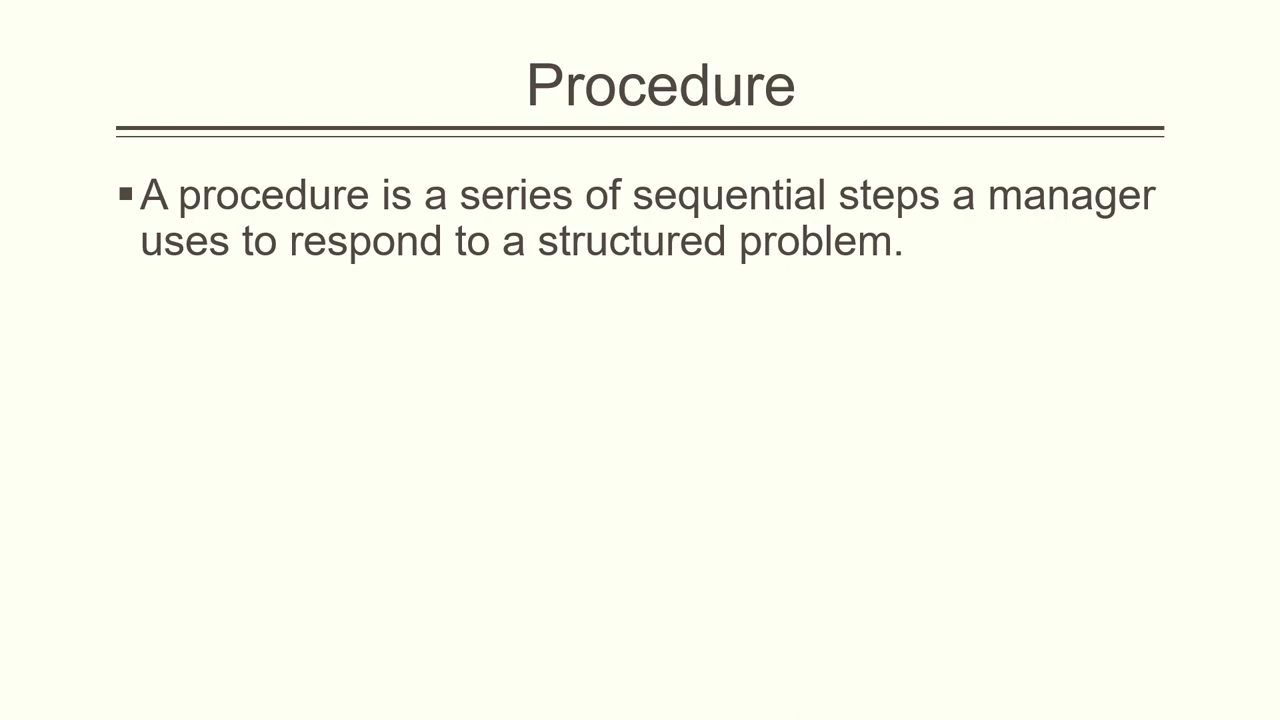 Procedure
▪A procedure is a series of sequential steps a manager
uses to respond to a structured problem.